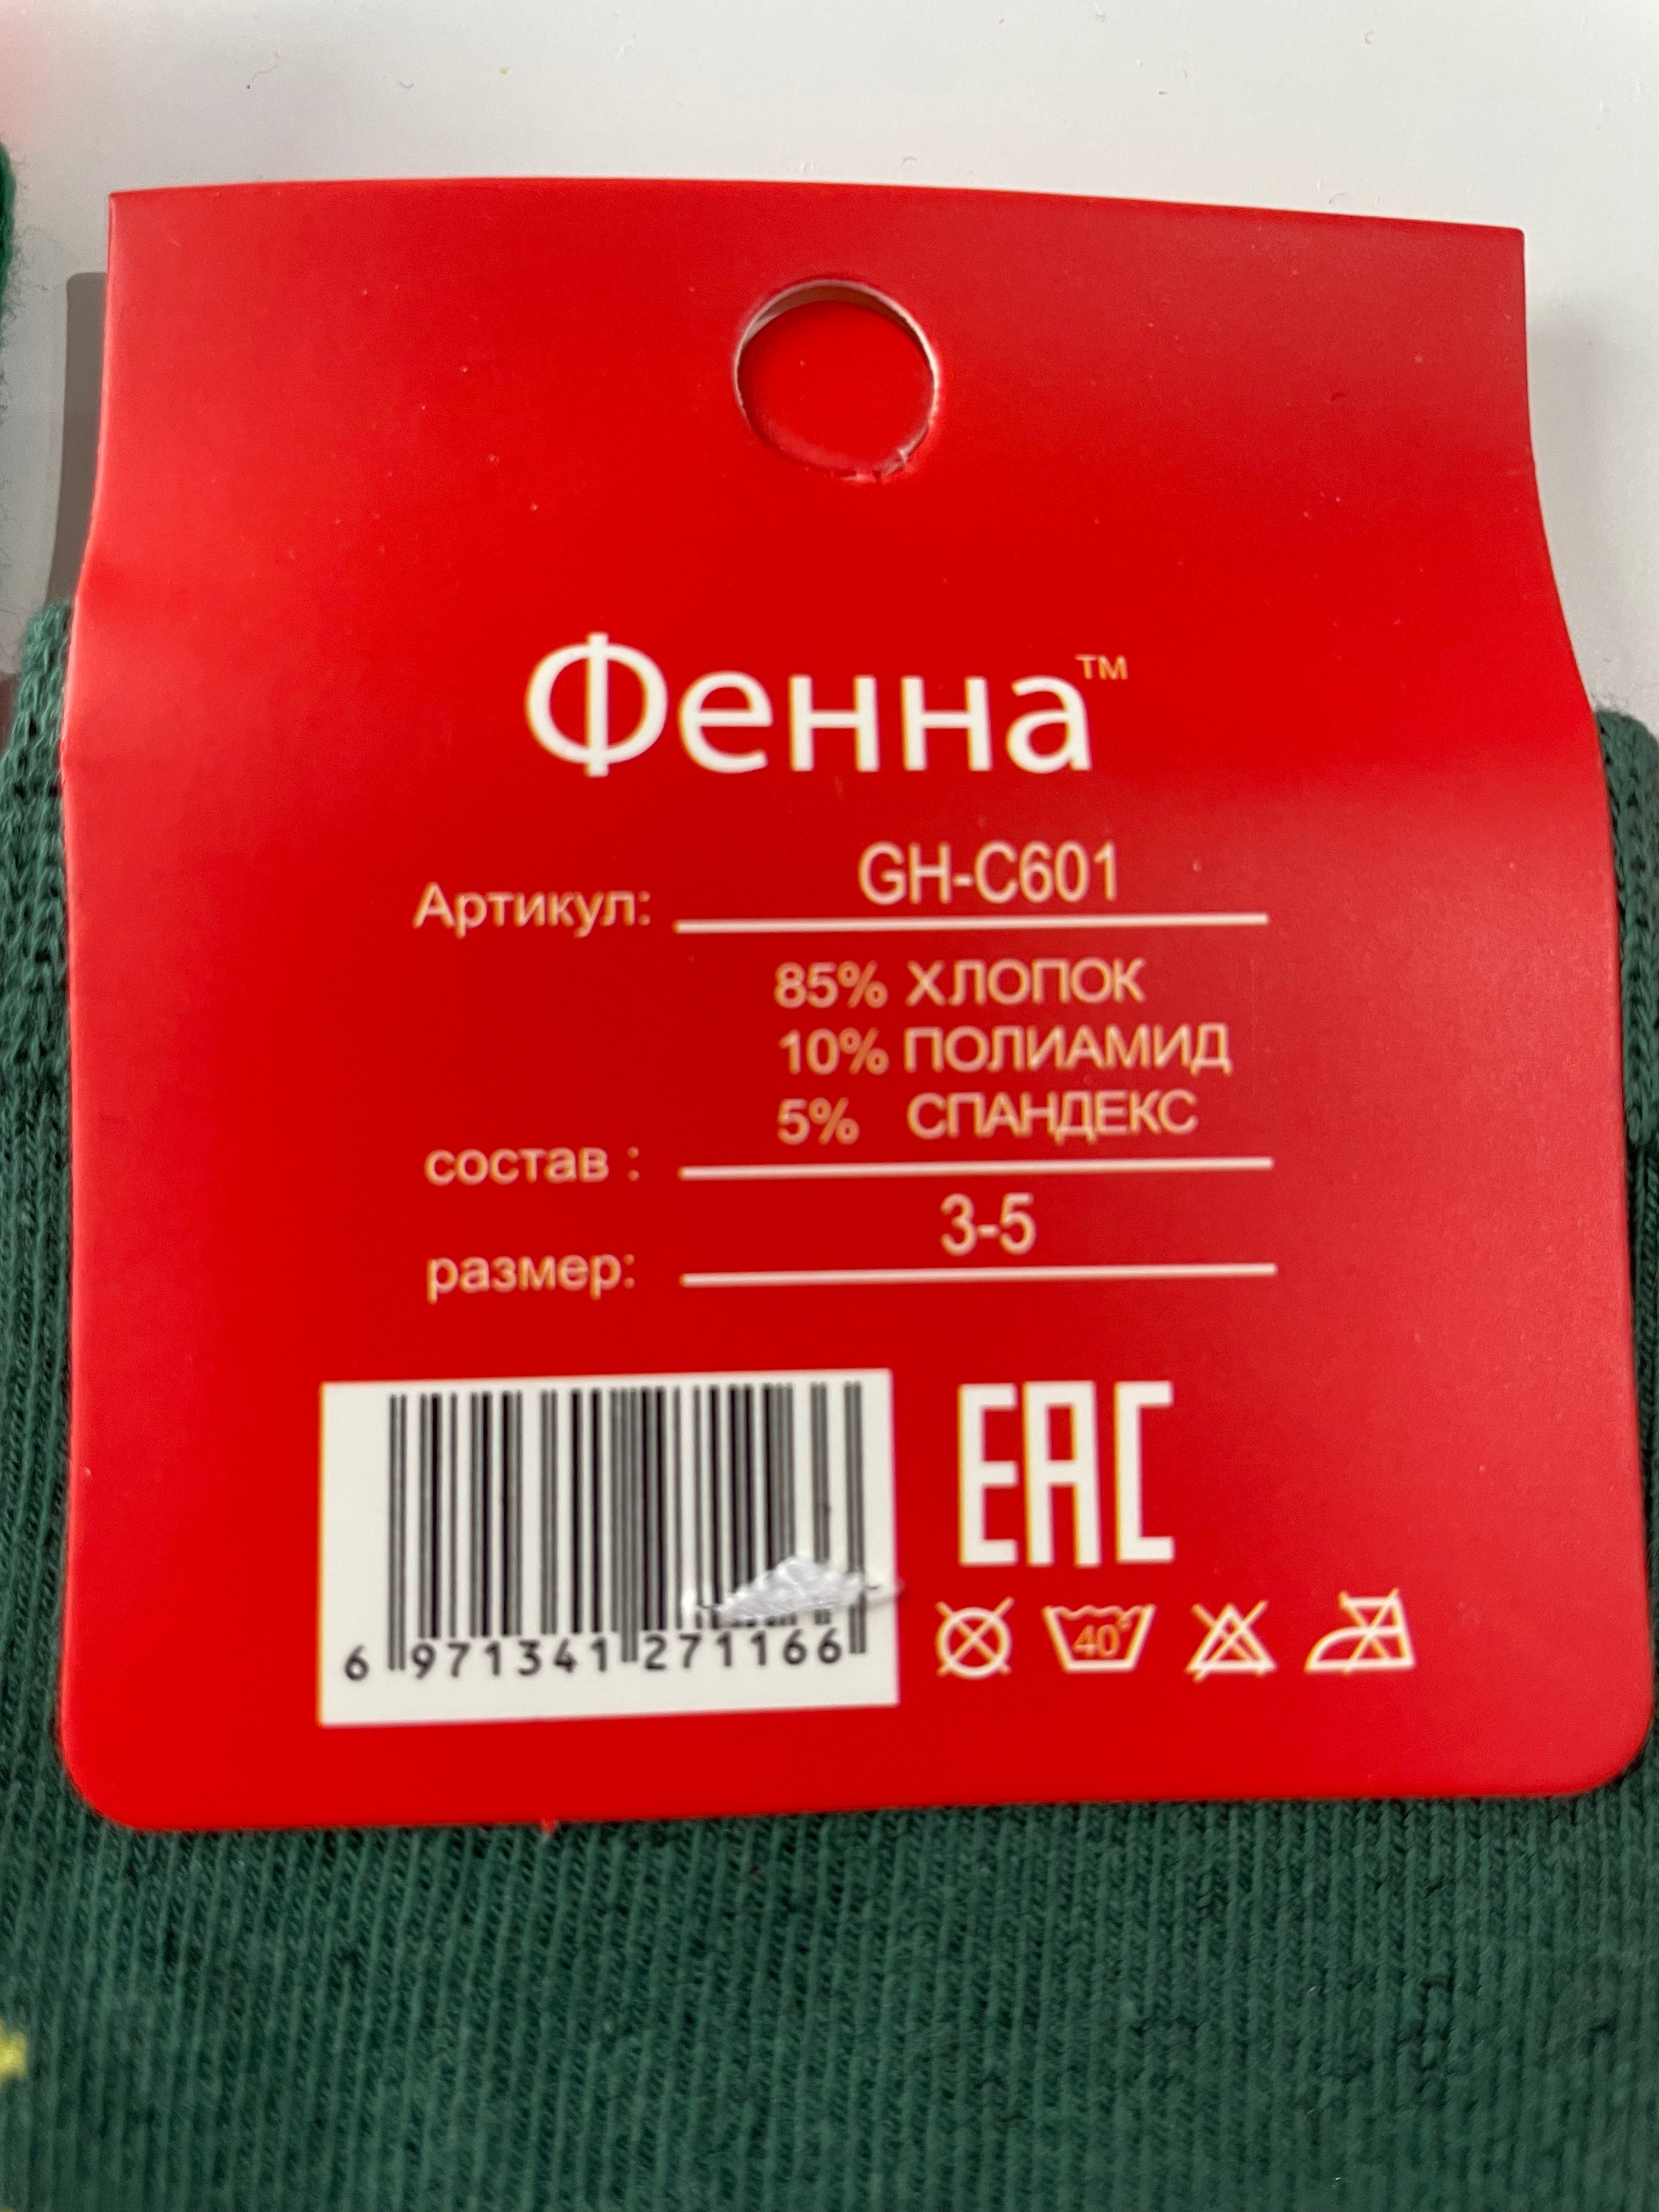 Фенна™
Артикул: GH-C601
85% ХЛОПОК
10% ПОЛИАМИД
5% СПАНДЕКС
состав :
размер: 3-5
EAC
40°
6 971341 271166